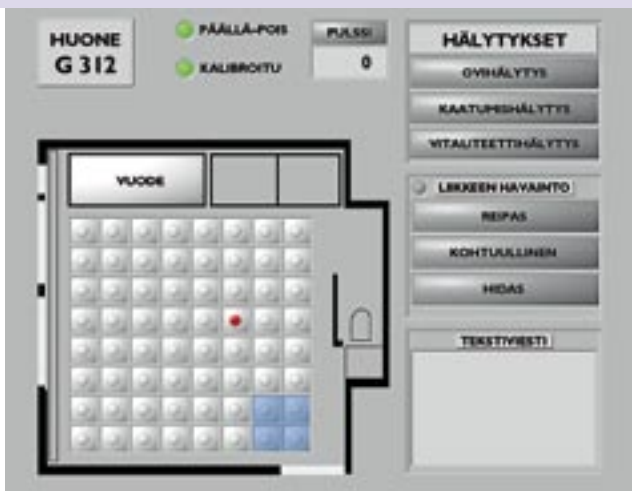 HUONE
G 312
PÄÄLLÄ-POIS
KALIBROITU
PULSSI
0
HÄLYTYKSET
OVIHÄLYTYS
KAATUMISHÄLYTYS
VITALITEETTIHÄLYTYS
LIIKKEEN HAVAINTO
REIPAS
KOHTUULLINEN
HIDAS
TEKSTIVIESTI
VUODE